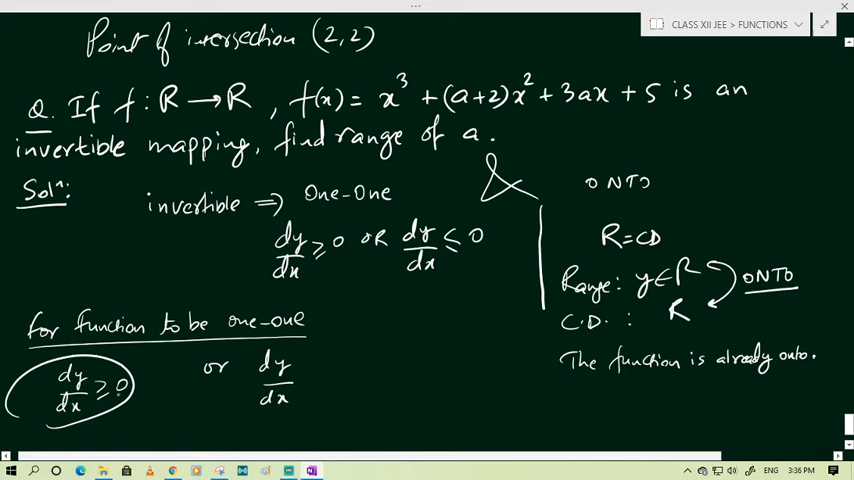 CLASS XII JEE > FUNCTIONS
Point of intersection (2,2)
Q. If f : R → R , f(x) = x³ + (a+2)x² + 3ax + 5 is an
invertible mapping, find range of a.
Solⁿ:
invertible ⇒ One-One
&
ONTO
dy/dx ≥ 0 or dy/dx ≤ 0
R = CD
Range: y ∈ R
ONTO
C.D. : R
The function is already onto.
For function to be one-one
dy/dx ≥ 0 or dy/dx
ENG
3:36 PM